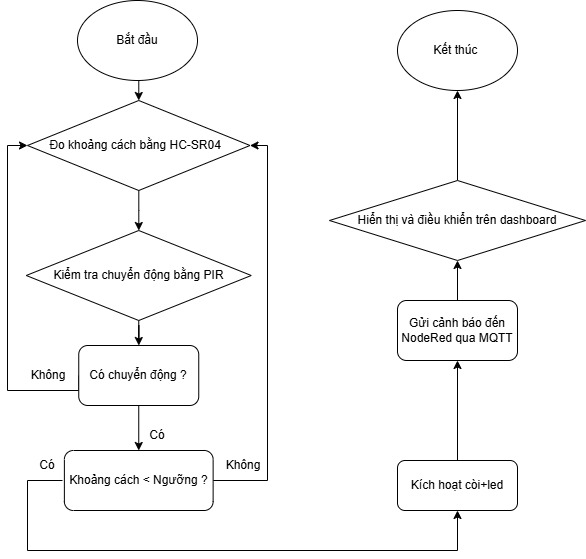 Bắt đầu
Đo khoảng cách bằng HC-SR04
Kiểm tra chuyển động bằng PIR
Có chuyển động ?
Không
Có
Khoảng cách < Ngưỡng ?
Có
Không
Kích hoạt còi+led
Gửi cảnh báo đến
NodeRed qua MQTT
Hiển thị và điều khiển trên dashboard
Kết thúc